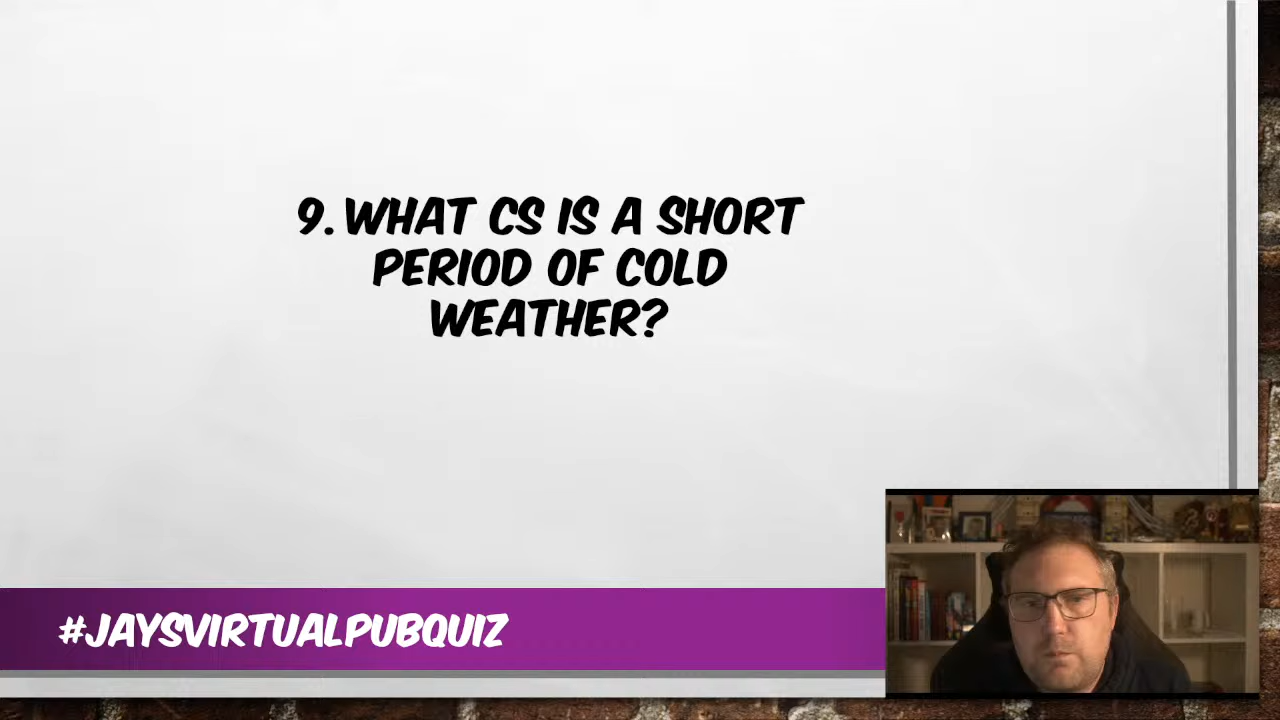 9. WHAT CS IS A SHORT
PERIOD OF COLD
WEATHER?
#JAYSVIRTUALPUBQUIZ